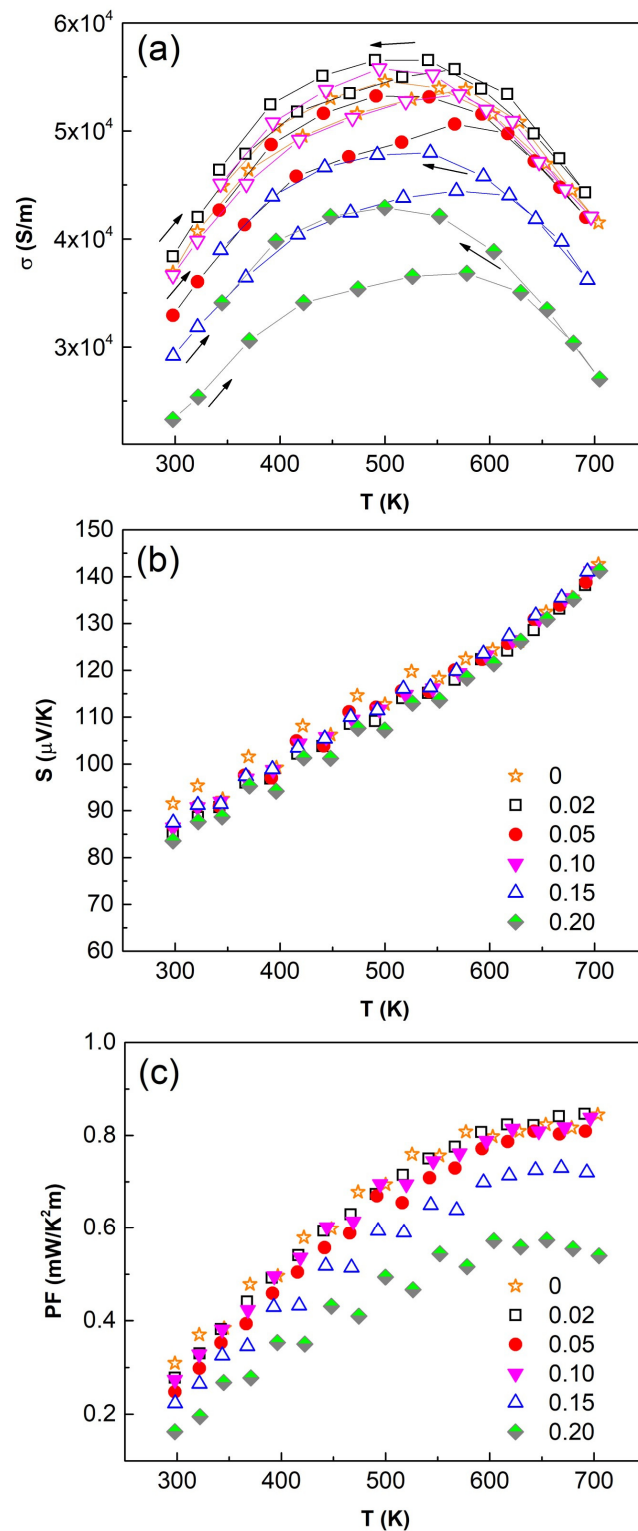 (a)
6x10⁴
5x10⁴
4x10⁴
3x10⁴
σ (S/m)
300 400 500 600 700
T (K)
(b)
150
140
130
120
110
100
90
80
70
60
S (μV/K)
0
0.02
0.05
0.10
0.15
0.20
300 400 500 600 700
T (K)
(c)
1.0
0.8
0.6
0.4
0.2
PF (mW/K²m)
0
0.02
0.05
0.10
0.15
0.20
300 400 500 600 700
T (K)